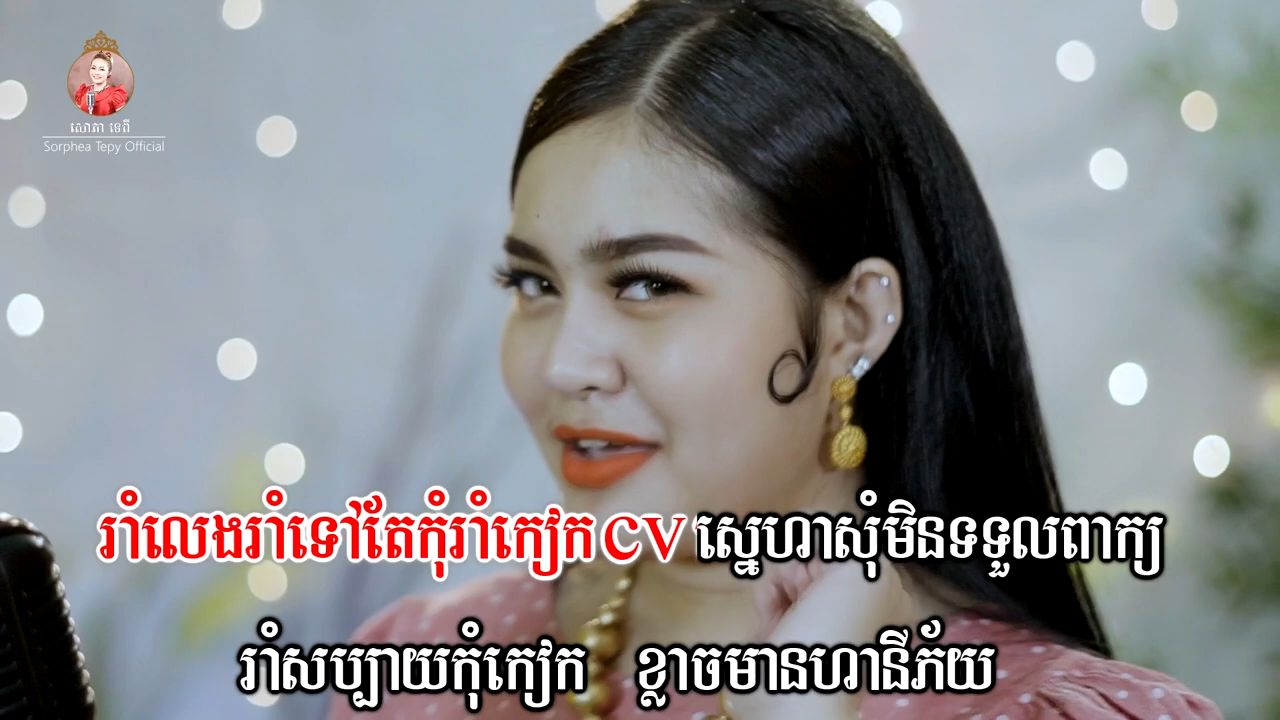 សោភា ទេពី
Sorphea Tepy Official
រាំលេងរាំទៅតែកុំរាំកៀក CV ស្នេហាសុំមិនទទួលពាក្យ
រាំសប្បាយកុំកៀក ខ្លាចមានហានីភ័យ